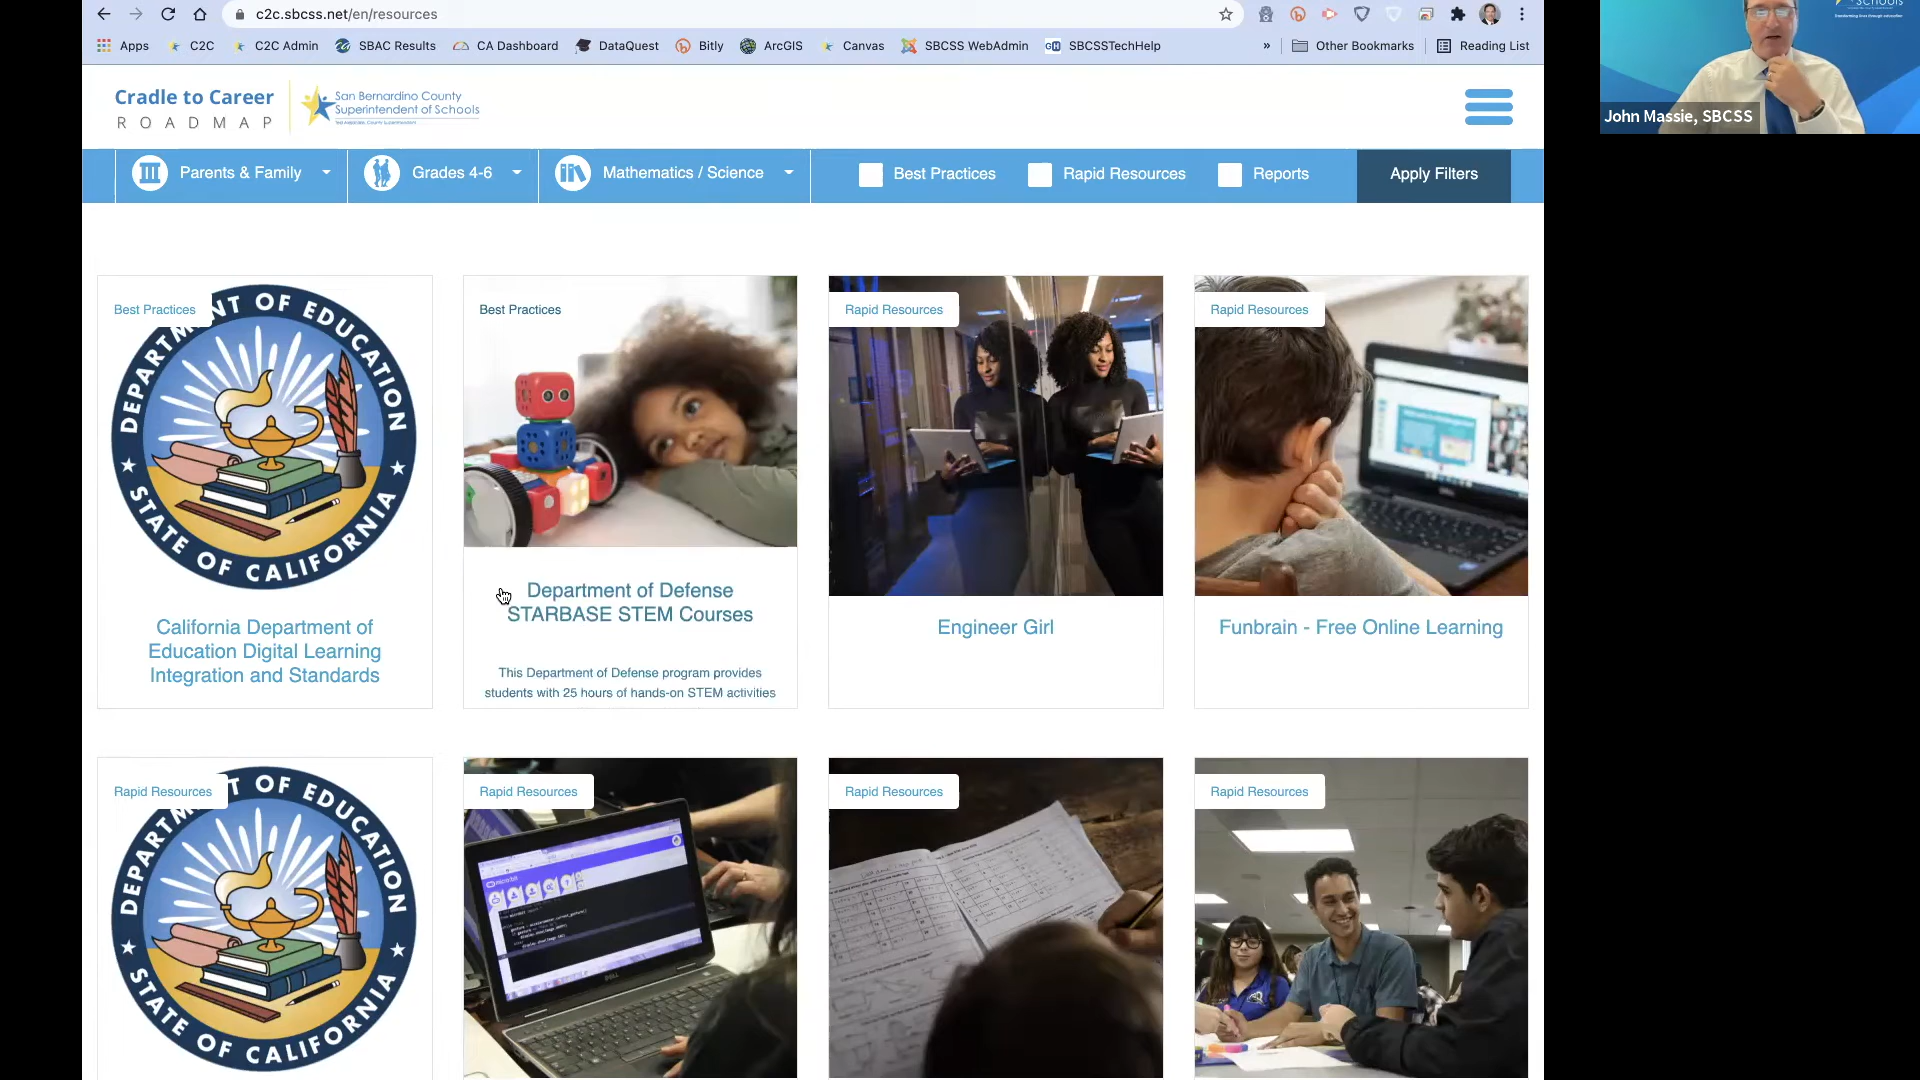 c2c.sbcss.net/en/resources
Apps
C2C
C2C Admin
SBAC Results
CA Dashboard
DataQuest
Bitly
ArcGIS
Canvas
SBCSS WebAdmin
SBCSSTechHelp
»
Other Bookmarks
Reading List
John Massie, SBCSS
Cradle to Career
ROADMAP
San Bernardino County
Superintendent of Schools
Parents & Family
Grades 4-6
Mathematics / Science
Best Practices
Rapid Resources
Reports
Apply Filters
Best Practices
DEPARTMENT OF EDUCATION
STATE OF CALIFORNIA
California Department of
Education Digital Learning
Integration and Standards
Best Practices
Department of Defense
STARBASE STEM Courses
This Department of Defense program provides
students with 25 hours of hands-on STEM activities
Rapid Resources
Engineer Girl
Rapid Resources
Funbrain - Free Online Learning
Rapid Resources
DEPARTMENT OF EDUCATION
STATE OF CALIFORNIA
Rapid Resources
micro:bit
DELL
Rapid Resources
Rapid Resources